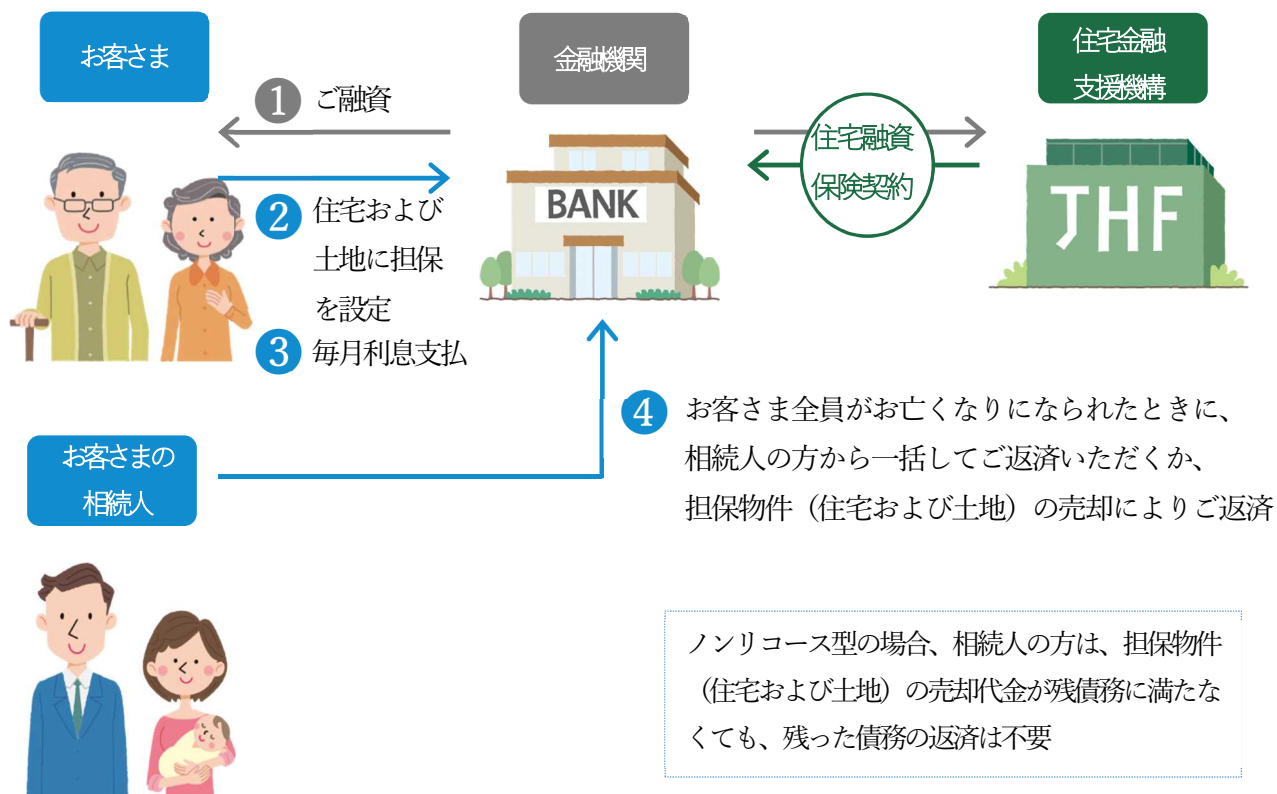 お客さま
金融機関
住宅金融
支援機構
1 ご融資
住宅融資
保険契約
BANK
JHF
2 住宅および
土地に担保
を設定
3 毎月利息支払
4 お客さま全員がお亡くなりになられたときに、
相続人の方から一括してご返済いただくか、
担保物件（住宅および土地）の売却によりご返済
お客さまの
相続人
ノンリコース型の場合、相続人の方は、担保物件
（住宅および土地）の売却代金が残債務に満たな
くても、残った債務の返済は不要